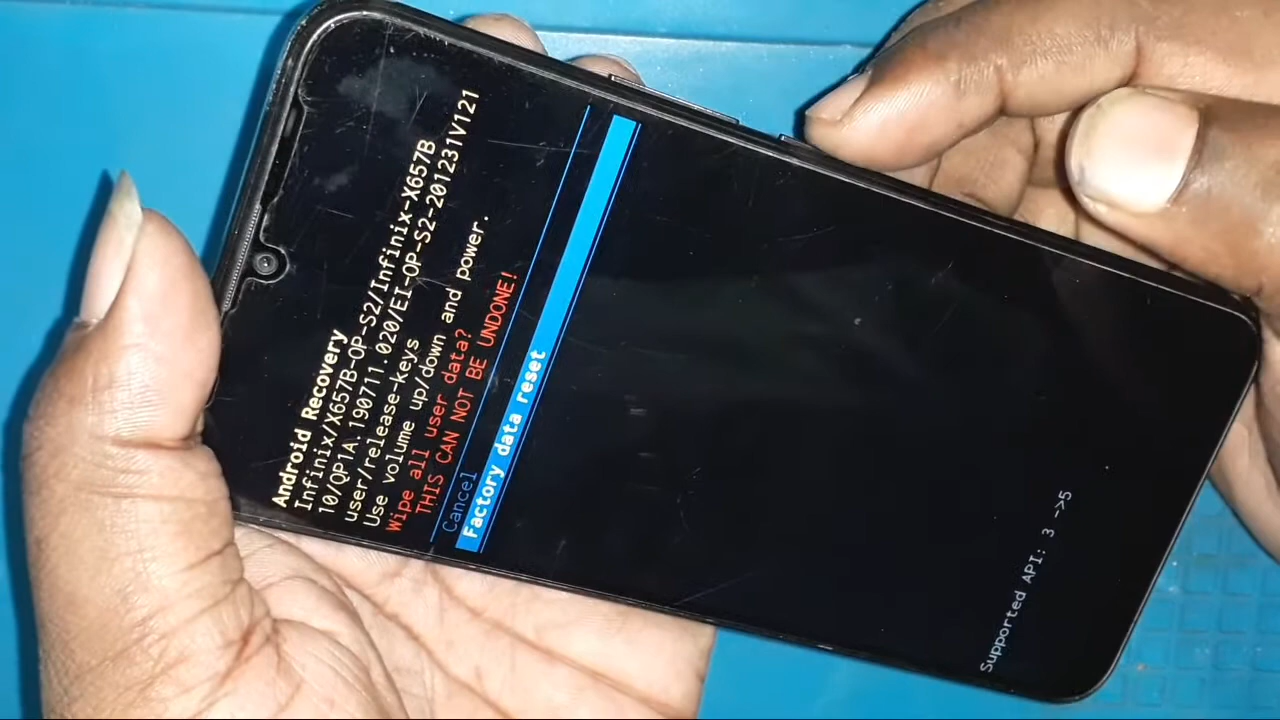 Android Recovery
Infinix/X657B-OP-S2/Infinix-X657B
10/QP1A.190711.020/EI-OP-S2-201231V121
user/release-keys
Use volume up/down and power.
Wipe all user data?
THIS CAN NOT BE UNDONE!
Cancel
Factory data reset
Supported API: 3 ->5